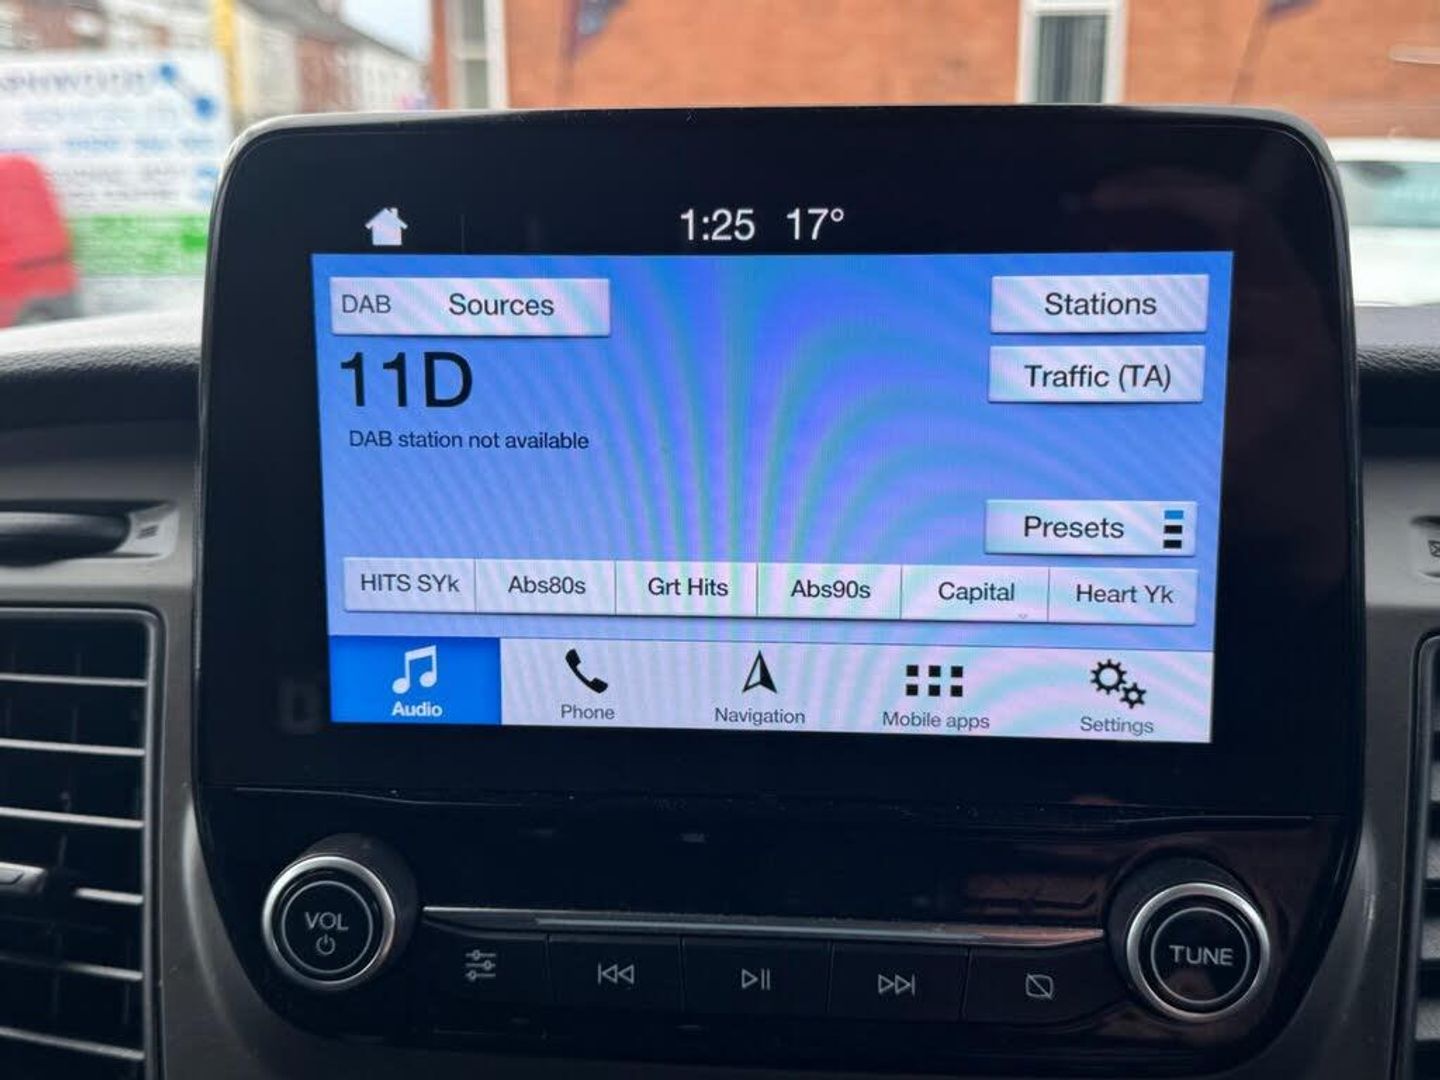 1:25 17°
DAB Sources
Stations
11D
Traffic (TA)
DAB station not available
Presets
HITS SYk Abs80s Grt Hits Abs90s Capital Heart Yk
Audio Phone Navigation Mobile apps Settings
VOL
TUNE